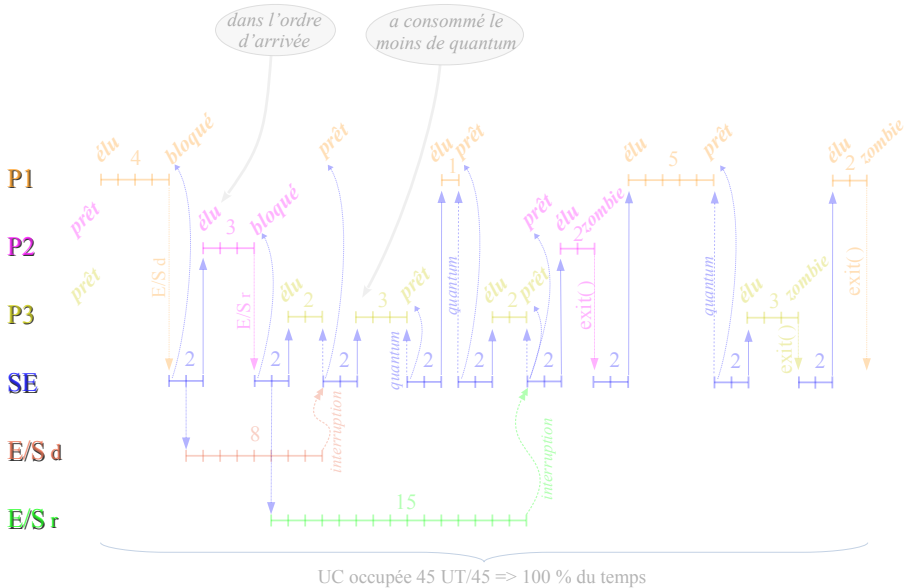 dans l'ordre
d'arrivée
a consommé le
moins de quantum
élu
bloqué
prêt
élu
prêt
élu
prêt
élu
zombie
P1
4
1
5
2
prêt
élu
bloqué
prêt
élu
zombie
P2
3
2
prêt
E/S d
E/S r
élu
prêt
quantum
élu
prêt
exit()
quantum
élu
zombie
exit()
P3
2
3
2
3
quantum
exit()
SE
2
2
2
2
2
2
2
2
2
E/S d
8
interruption
interruption
E/S r
15
UC occupée 45 UT/45 => 100 % du temps